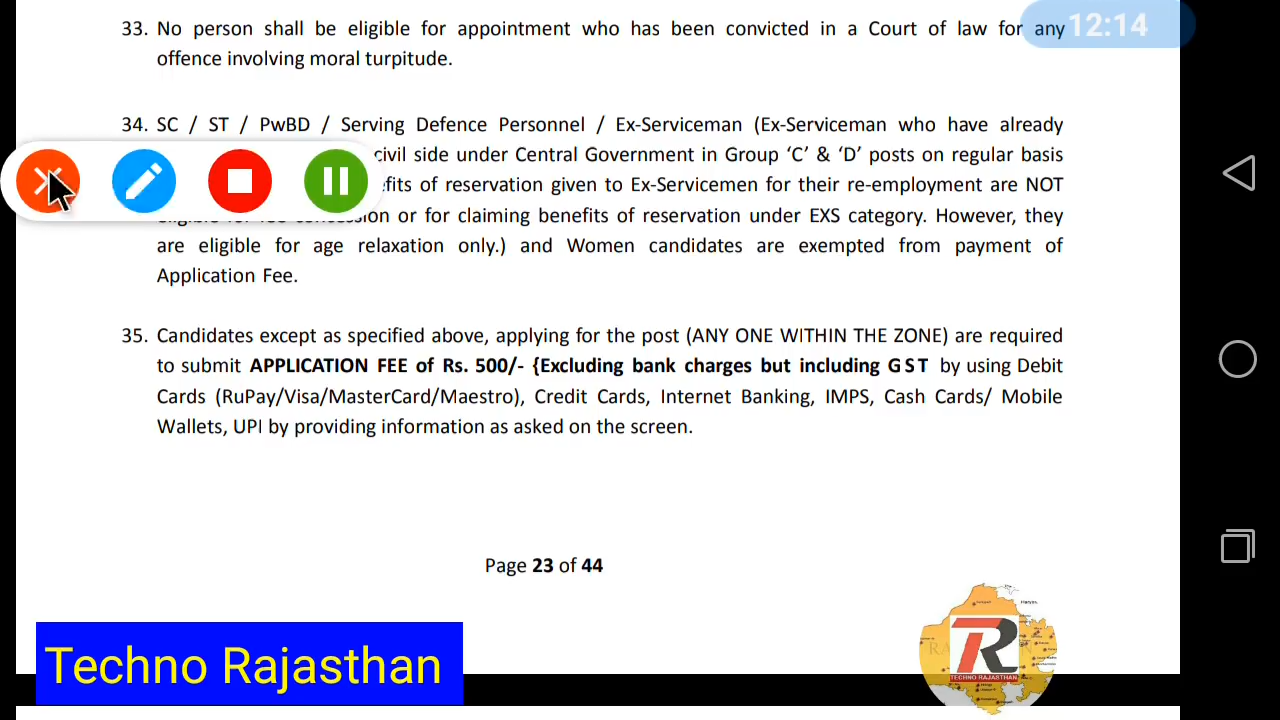 12:14
33. No person shall be eligible for appointment who has been convicted in a Court of law for any
offence involving moral turpitude.
34. SC / ST / PwBD / Serving Defence Personnel / Ex-Serviceman (Ex-Serviceman who have already
civil side under Central Government in Group ‘C’ & ‘D’ posts on regular basis
of reservation given to Ex-Servicemen for their re-employment are NOT
or for claiming benefits of reservation under EXS category. However, they
are eligible for age relaxation only.) and Women candidates are exempted from payment of
Application Fee.
35. Candidates except as specified above, applying for the post (ANY ONE WITHIN THE ZONE) are required
to submit APPLICATION FEE of Rs. 500/- {Excluding bank charges but including G S T by using Debit
Cards (RuPay/Visa/MasterCard/Maestro), Credit Cards, Internet Banking, IMPS, Cash Cards/ Mobile
Wallets, UPI by providing information as asked on the screen.
Page 23 of 44
TECHNO RAJASTHAN
Techno Rajasthan